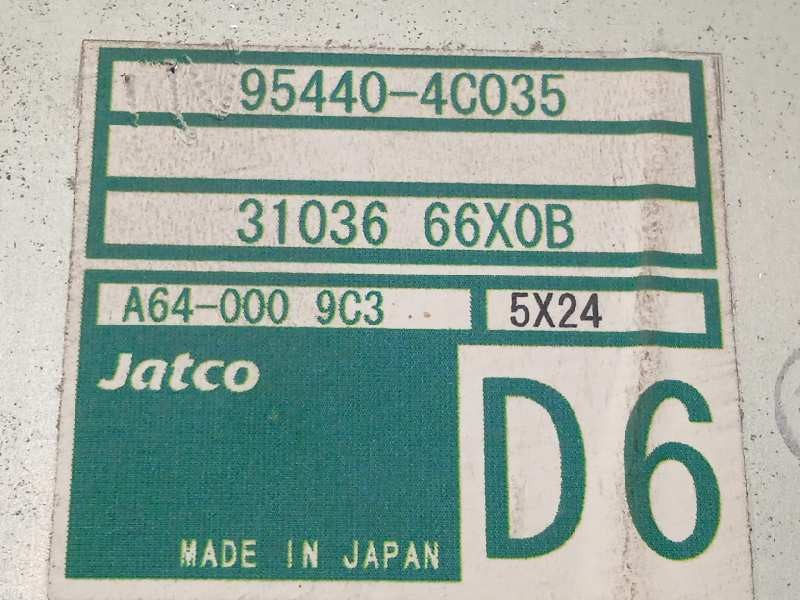 95440-4C035
31036 66X0B
A64-000 9C3
5X24
Jatco
D6
MADE IN JAPAN